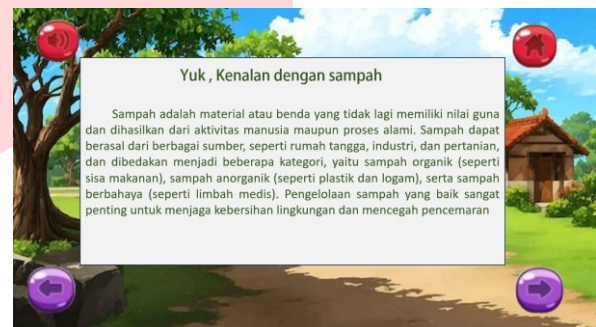 Yuk , Kenalan dengan sampah
Sampah adalah material atau benda yang tidak lagi memiliki nilai guna
dan dihasilkan dari aktivitas manusia maupun proses alami. Sampah dapat
berasal dari berbagai sumber, seperti rumah tangga, industri, dan pertanian,
dan dibedakan menjadi beberapa kategori, yaitu sampah organik (seperti
sisa makanan), sampah anorganik (seperti plastik dan logam), serta sampah
berbahaya (seperti limbah medis). Pengelolaan sampah yang baik sangat
penting untuk menjaga kebersihan lingkungan dan mencegah pencemaran